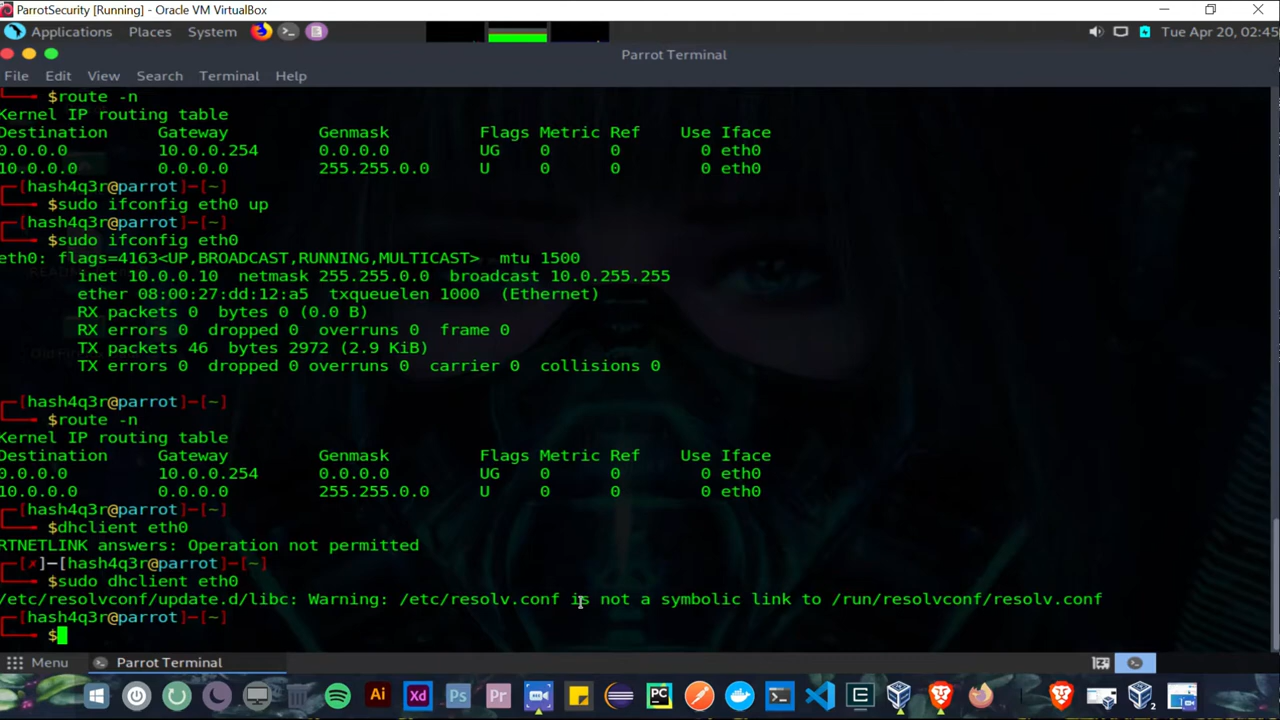 ParrotSecurity [Running] - Oracle VM VirtualBox
Applications Places System Tue Apr 20, 02:45
Parrot Terminal
File Edit View Search Terminal Help
$route -n
Kernel IP routing table
Destination Gateway Genmask Flags Metric Ref Use Iface
0.0.0.0 10.0.0.254 0.0.0.0 UG 0 0 0 eth0
10.0.0.0 0.0.0.0 255.255.0.0 U 0 0 0 eth0
[hash4q3r@parrot]-[~]
$sudo ifconfig eth0 up
[hash4q3r@parrot]-[~]
$sudo ifconfig eth0
eth0: flags=4163<UP,BROADCAST,RUNNING,MULTICAST> mtu 1500
inet 10.0.0.10 netmask 255.255.0.0 broadcast 10.0.255.255
ether 08:00:27:dd:12:a5 txqueuelen 1000 (Ethernet)
RX packets 0 bytes 0 (0.0 B)
RX errors 0 dropped 0 overruns 0 frame 0
TX packets 46 bytes 2972 (2.9 KiB)
TX errors 0 dropped 0 overruns 0 carrier 0 collisions 0
[hash4q3r@parrot]-[~]
$route -n
Kernel IP routing table
Destination Gateway Genmask Flags Metric Ref Use Iface
0.0.0.0 10.0.0.254 0.0.0.0 UG 0 0 0 eth0
10.0.0.0 0.0.0.0 255.255.0.0 U 0 0 0 eth0
[hash4q3r@parrot]-[~]
$dhclient eth0
RTNETLINK answers: Operation not permitted
[✗]-[hash4q3r@parrot]-[~]
$sudo dhclient eth0
/etc/resolvconf/update.d/libc: Warning: /etc/resolv.conf is not a symbolic link to /run/resolvconf/resolv.conf
[hash4q3r@parrot]-[~]
$
Menu Parrot Terminal
Ai Xd Ps Pr PC 2